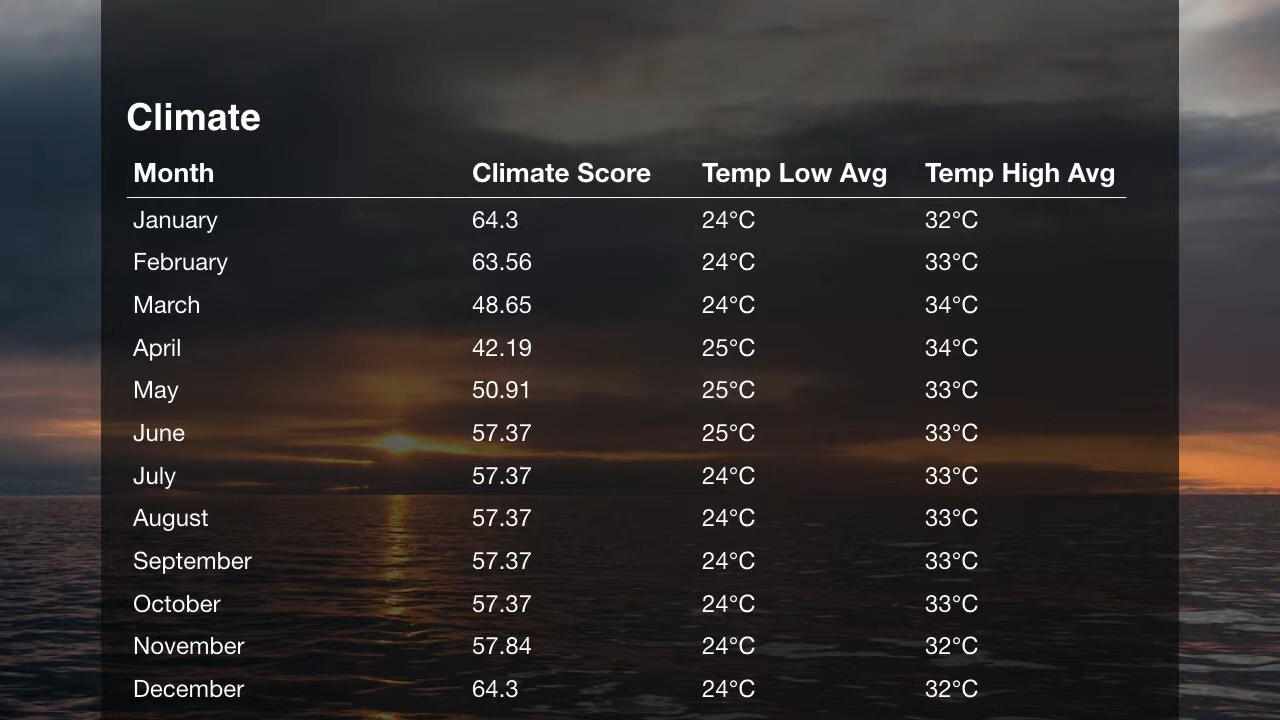 Climate
Month Climate Score Temp Low Avg Temp High Avg
January 64.3 24°C 32°C
February 63.56 24°C 33°C
March 48.65 24°C 34°C
April 42.19 25°C 34°C
May 50.91 25°C 33°C
June 57.37 25°C 33°C
July 57.37 24°C 33°C
August 57.37 24°C 33°C
September 57.37 24°C 33°C
October 57.37 24°C 33°C
November 57.84 24°C 32°C
December 64.3 24°C 32°C